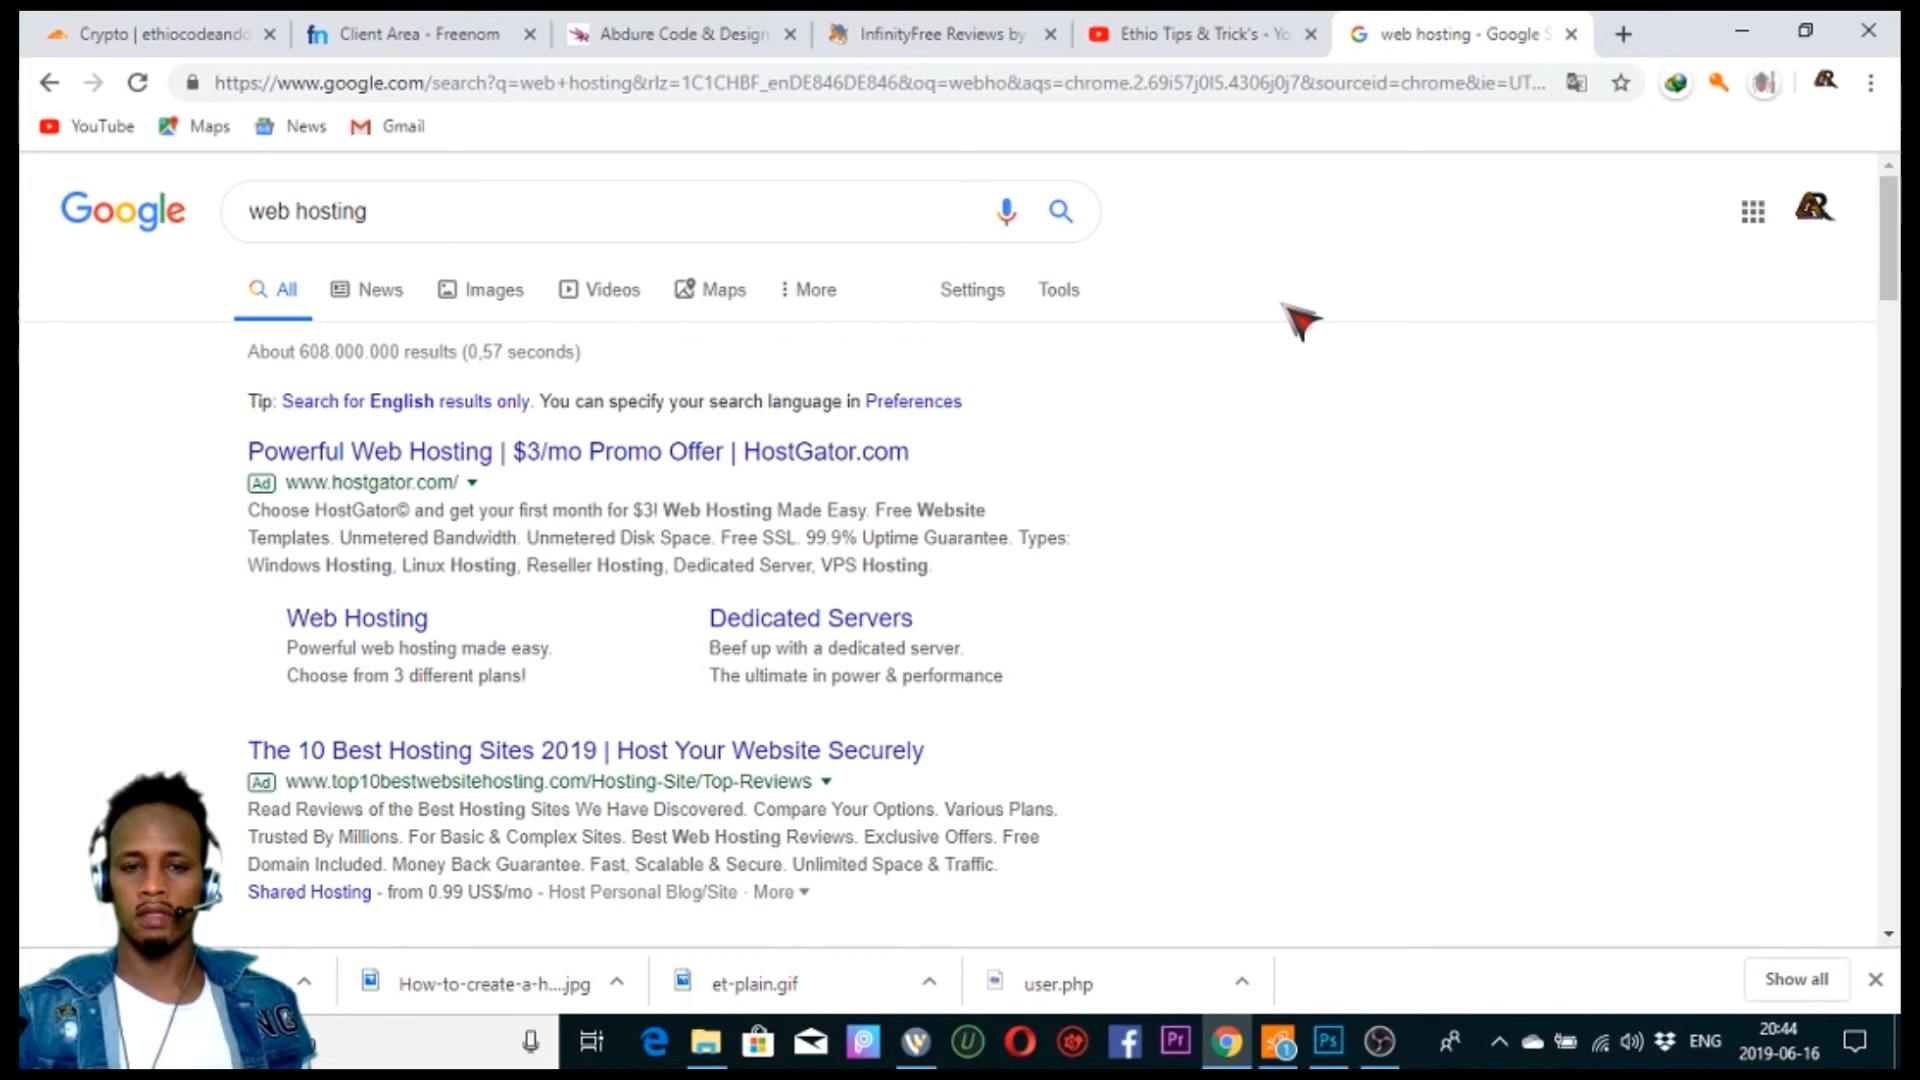 Crypto | ethiocodeandd
Client Area - Freenom
Abdure Code & Design
InfinityFree Reviews by
Ethio Tips & Trick's - Yo
web hosting - Google S
https://www.google.com/search?q=web+hosting&rlz=1C1CHBF_enDE846DE846&oq=webho&aqs=chrome.2.69i57j0l5.4306j0j7&sourceid=chrome&ie=UT...
YouTube Maps News Gmail
Google web hosting
All News Images Videos Maps More Settings Tools
About 608.000.000 results (0,57 seconds)
Tip: Search for English results only. You can specify your search language in Preferences
Powerful Web Hosting | $3/mo Promo Offer | HostGator.com
Ad www.hostgator.com/
Choose HostGator© and get your first month for $3! Web Hosting Made Easy. Free Website
Templates. Unmetered Bandwidth. Unmetered Disk Space. Free SSL. 99.9% Uptime Guarantee. Types:
Windows Hosting, Linux Hosting, Reseller Hosting, Dedicated Server, VPS Hosting.
Web Hosting
Powerful web hosting made easy.
Choose from 3 different plans!
Dedicated Servers
Beef up with a dedicated server.
The ultimate in power & performance
The 10 Best Hosting Sites 2019 | Host Your Website Securely
Ad www.top10bestwebsitehosting.com/Hosting-Site/Top-Reviews
Read Reviews of the Best Hosting Sites We Have Discovered. Compare Your Options. Various Plans.
Trusted By Millions. For Basic & Complex Sites. Best Web Hosting Reviews. Exclusive Offers. Free
Domain Included. Money Back Guarantee. Fast, Scalable & Secure. Unlimited Space & Traffic.
Shared Hosting - from 0.99 US$/mo - Host Personal Blog/Site · More
How-to-create-a-h....jpg
et-plain.gif
user.php
Show all
Pr
1
Ps
ENG
20:44
2019-06-16
NG